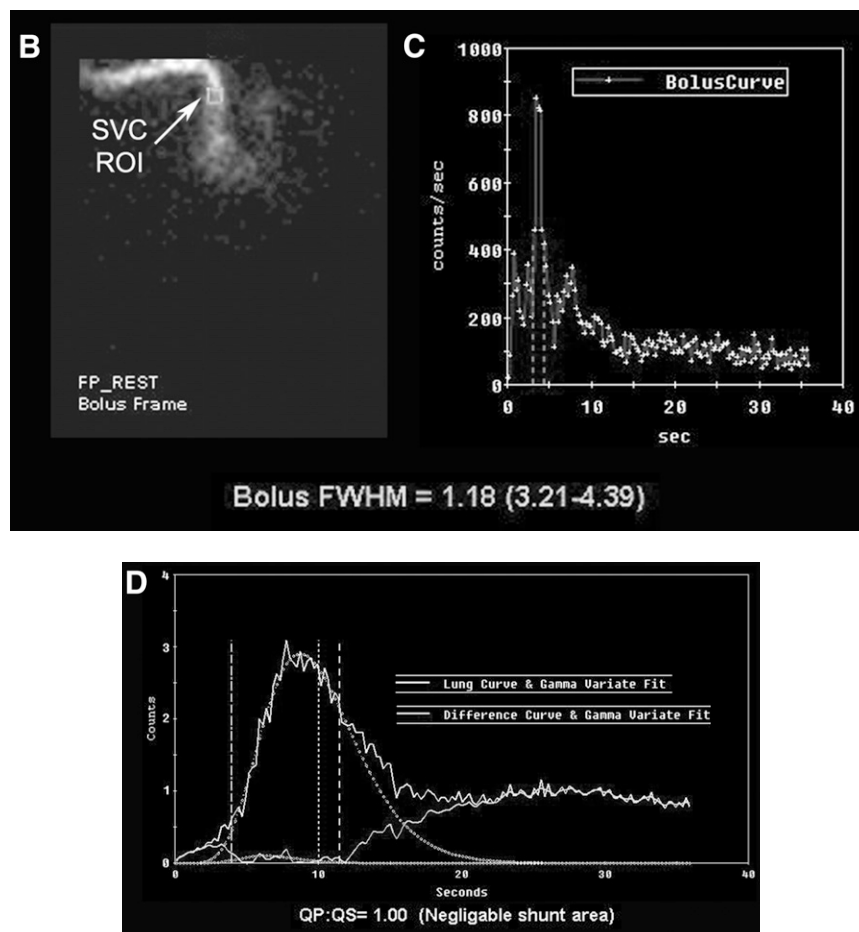 B
SVC
ROI
FP_REST
Bolus Frame
C
1000
800
600
400
200
0
counts/sec
BolusCurve
0 10 20 30 40
sec
Bolus FWHM = 1.18 (3.21-4.39)
D
4
3
2
1
0
Counts
Lung Curve & Gamma Variate Fit
Difference Curve & Gamma Variate Fit
0 10 20 30 40
Seconds
QP:QS= 1.00 (Negligable shunt area)